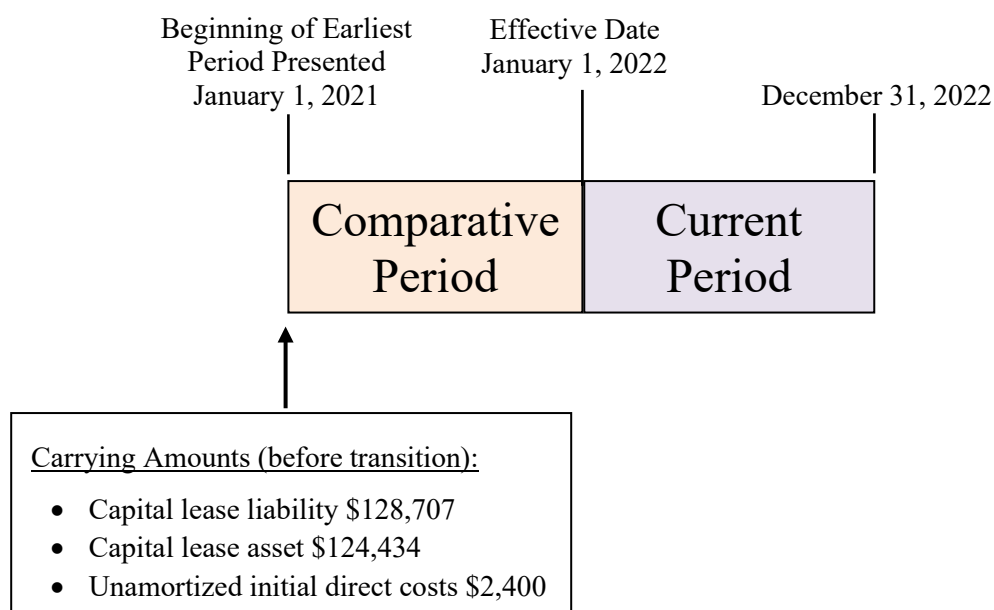 Beginning of Earliest
Period Presented
January 1, 2021
Effective Date
January 1, 2022
December 31, 2022
Comparative
Period
Current
Period
Carrying Amounts (before transition):
• Capital lease liability $128,707
• Capital lease asset $124,434
• Unamortized initial direct costs $2,400